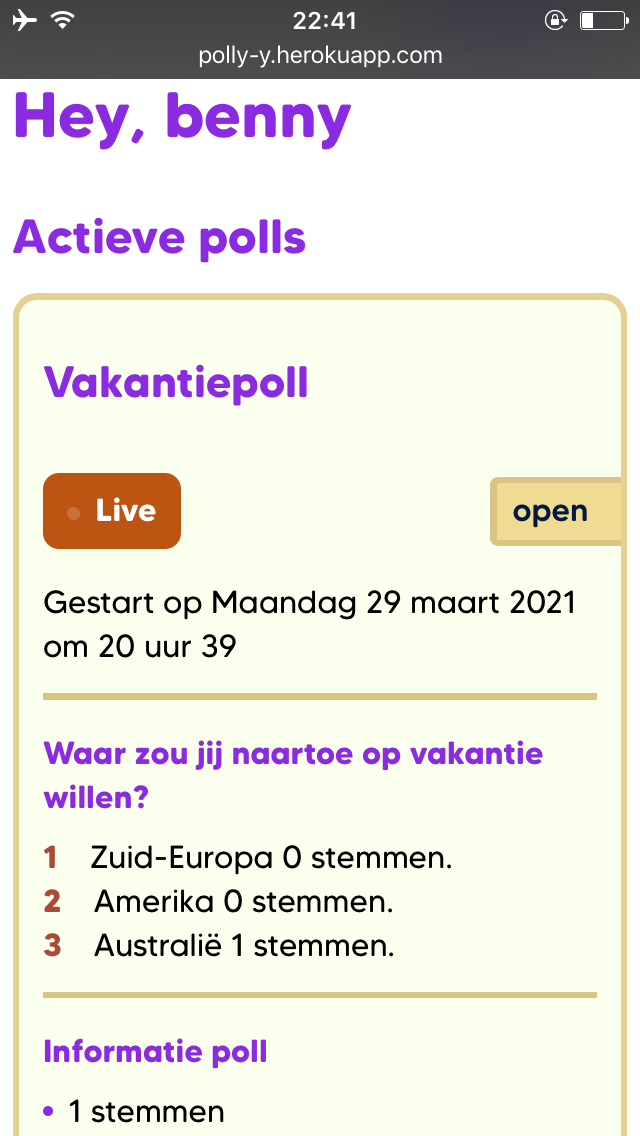 22:41
polly-y.herokuapp.com
Hey, benny
Actieve polls
Vakantiepoll
Live
open
Gestart op Maandag 29 maart 2021
om 20 uur 39
Waar zou jij naartoe op vakantie
willen?
1 Zuid-Europa 0 stemmen.
2 Amerika 0 stemmen.
3 Australië 1 stemmen.
Informatie poll
• 1 stemmen